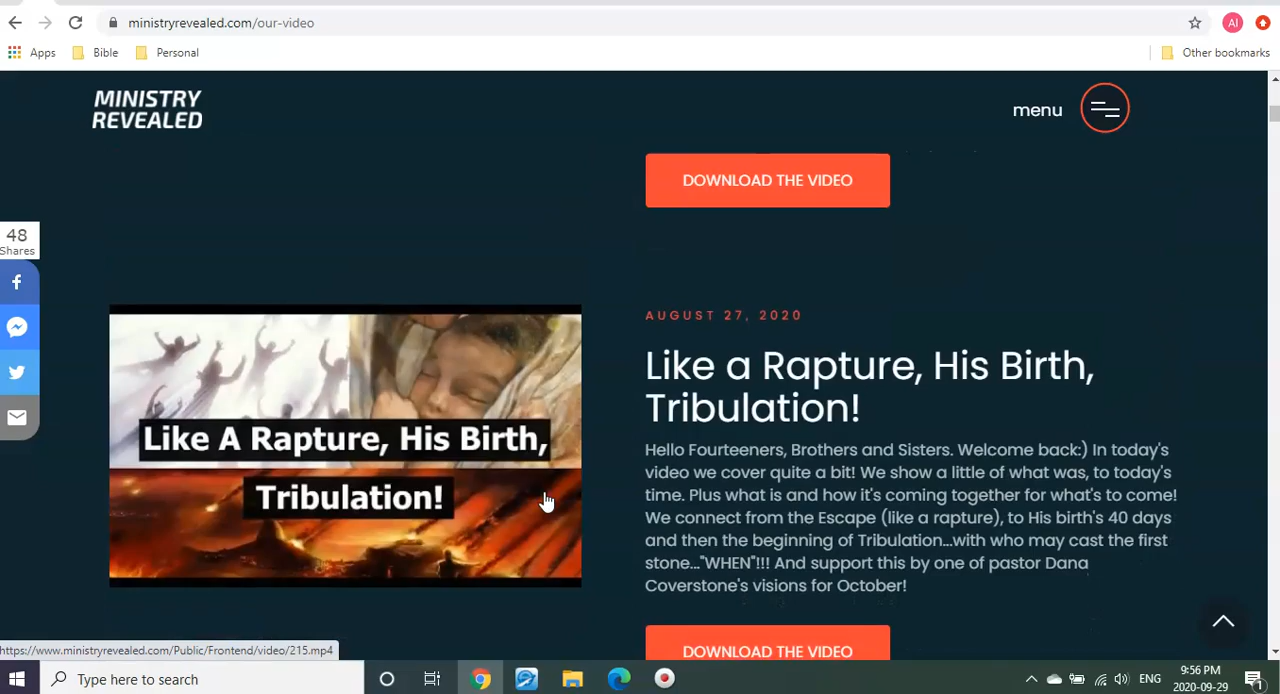 ministryrevealed.com/our-video
AI
Apps
Bible
Personal
Other bookmarks
MINISTRY
REVEALED
menu
DOWNLOAD THE VIDEO
48
Shares
AUGUST 27, 2020
Like a Rapture, His Birth,
Tribulation!
Like A Rapture, His Birth,
Tribulation!
Hello Fourteeners, Brothers and Sisters. Welcome back:) In today's
video we cover quite a bit! We show a little of what was, to today's
time. Plus what is and how it's coming together for what's to come!
We connect from the Escape (like a rapture), to His birth's 40 days
and then the beginning of Tribulation...with who may cast the first
stone..."WHEN"!!! And support this by one of pastor Dana
Coverstone's visions for October!
DOWNLOAD THE VIDEO
https://www.ministryrevealed.com/Public/Frontend/video/215.mp4
Type here to search
ENG
9:56 PM
2020-09-29
1